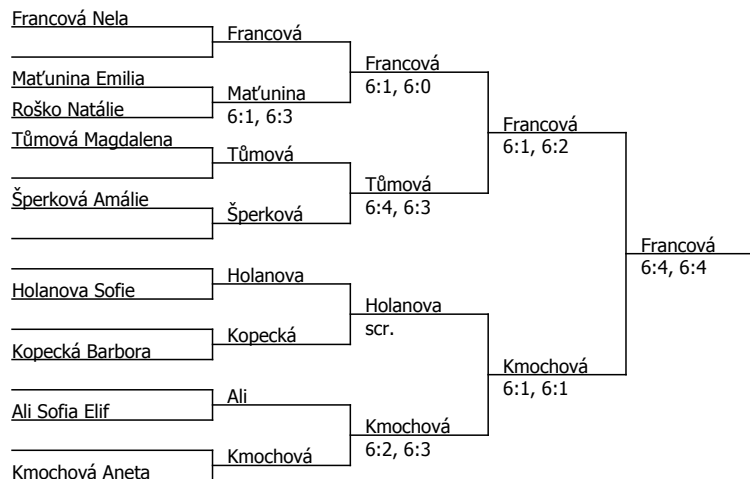 Francová Nela
Maťunina Emilia
Roško Natálie
Tůmová Magdalena
Šperková Amálie
Holanova Sofie
Kopecká Barbora
Ali Sofia Elif
Kmochová Aneta
Francová
Maťunina
6:1, 6:3
Tůmová
Šperková
Holanova
Kopecká
Ali
Kmochová
Francová
6:1, 6:0
Tůmová
6:4, 6:3
Holanova
scr.
Kmochová
6:2, 6:3
Francová
6:1, 6:2
Kmochová
6:1, 6:1
Francová
6:4, 6:4